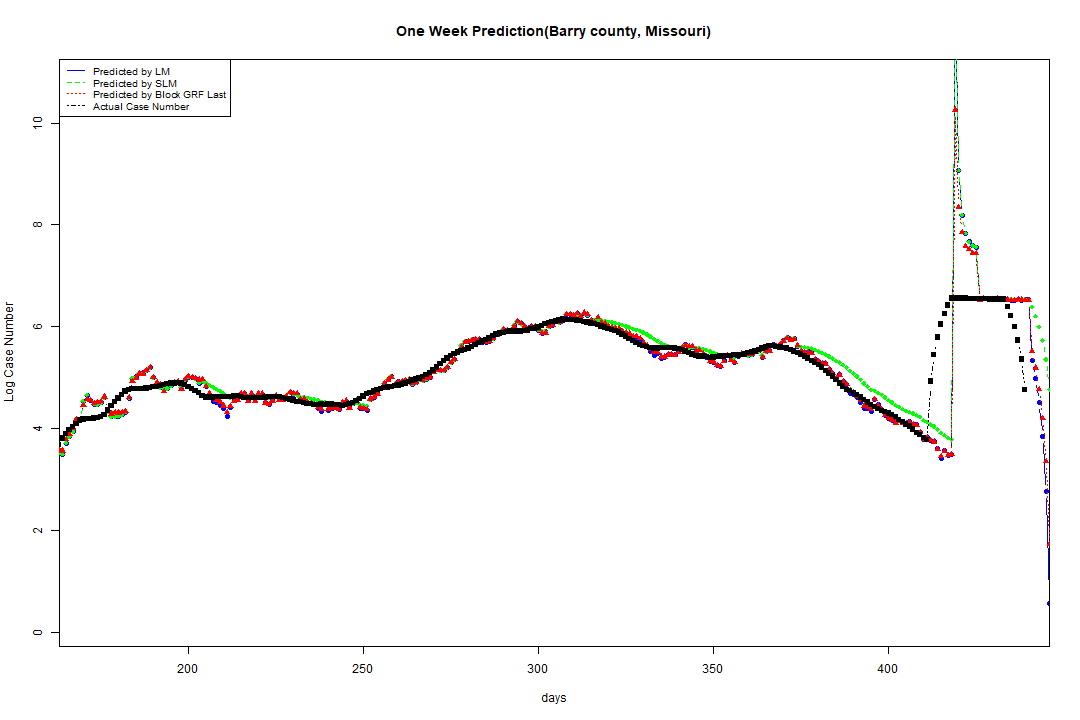 One Week Prediction(Barry county, Missouri)
Predicted by LM
Predicted by SLM
Predicted by Block GRF Last
Actual Case Number
Log Case Number
10
8
6
4
2
0
200 250 300 350 400
days